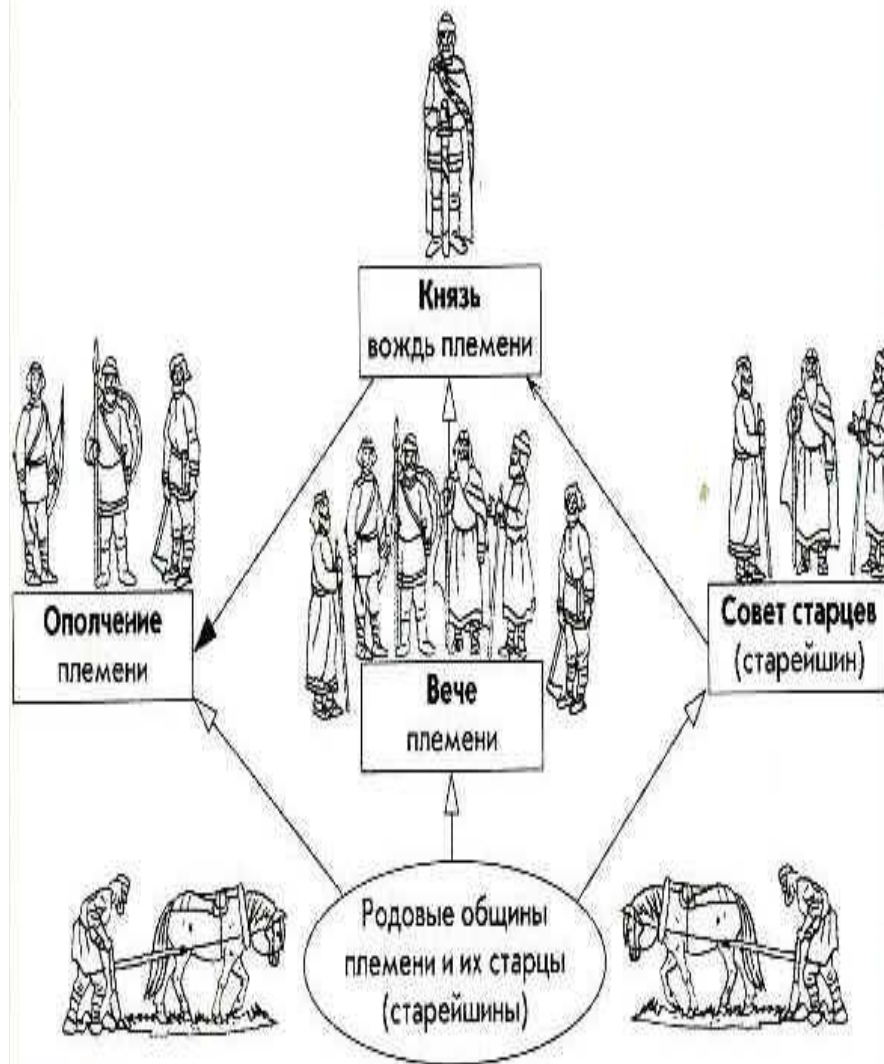 Князь
вождь племени
Ополчение
племени
Вече
племени
Совет старцев
(старейшин)
Родовые общины
племени и их старцы
(старейшины)